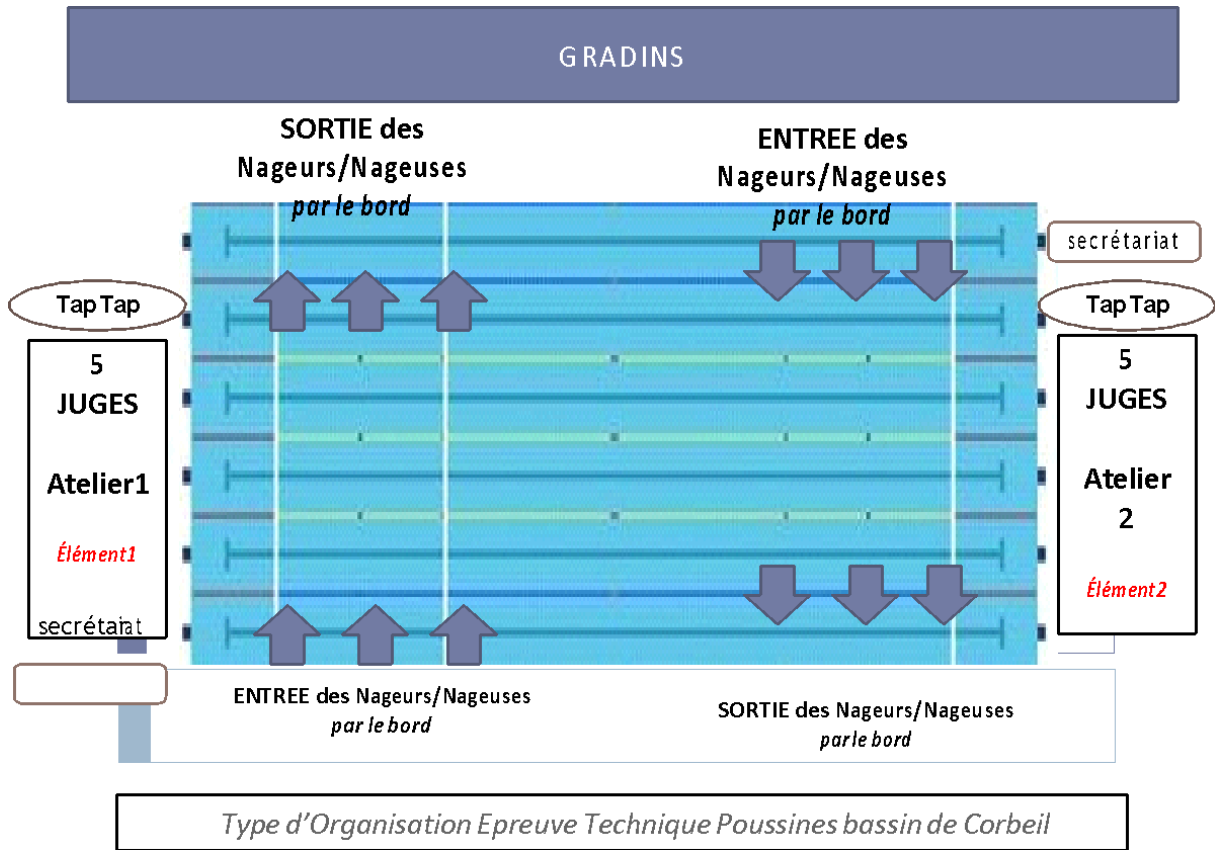 GRADINS
SORTIE des
Nageurs/Nageuses
par le bord
ENTREE des
Nageurs/Nageuses
par le bord
secrétariat
Tap Tap
Tap Tap
5
JUGES
Atelier1
Élément1
secrétaiat
5
JUGES
Atelier
2
Élément2
ENTREE des Nageurs/Nageuses
par le bord
SORTIE des Nageurs/Nageuses
par le bord
Type d'Organisation Epreuve Technique Poussines bassin de Corbeil